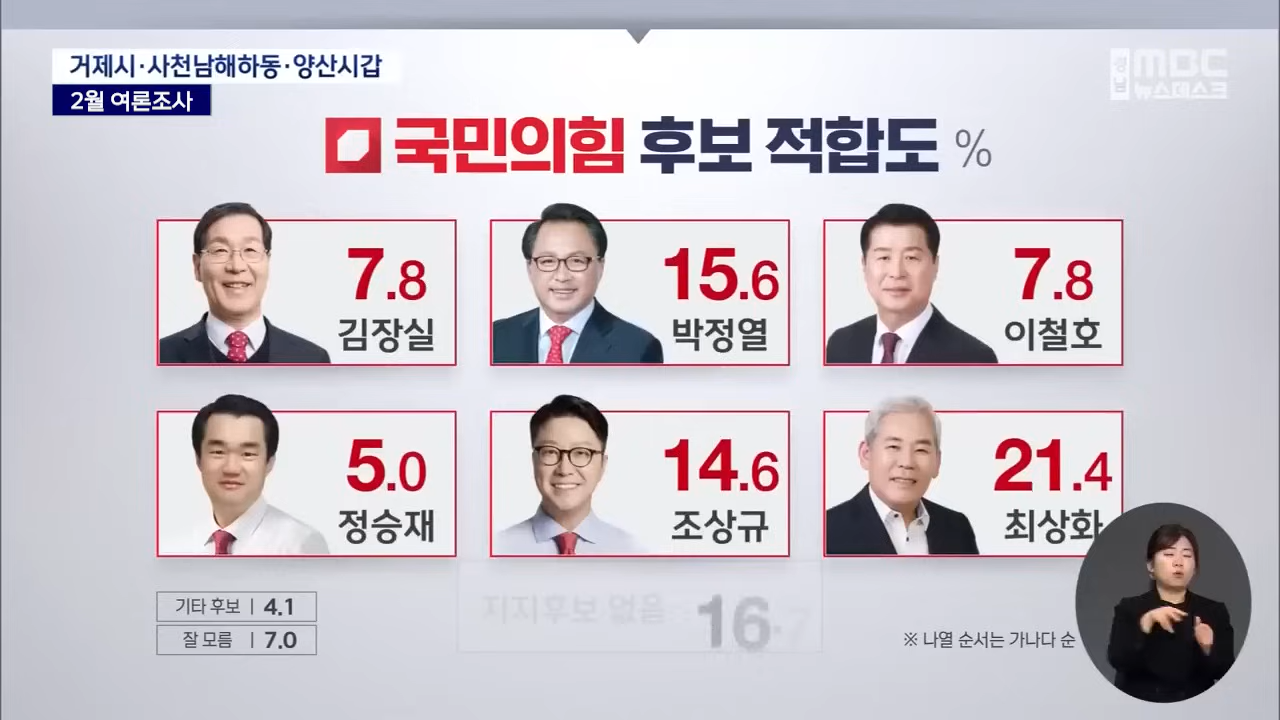 거제시·사천남해하동·양산시갑
2월 여론조사
경남 MBC
뉴스데스크
국민의힘 후보 적합도 %
7.8
김장실
15.6
박정열
7.8
이철호
5.0
정승재
14.6
조상규
21.4
최상화
기타 후보 | 4.1
잘 모름 | 7.0
지지후보 없음 16.7
※ 나열 순서는 가나다 순